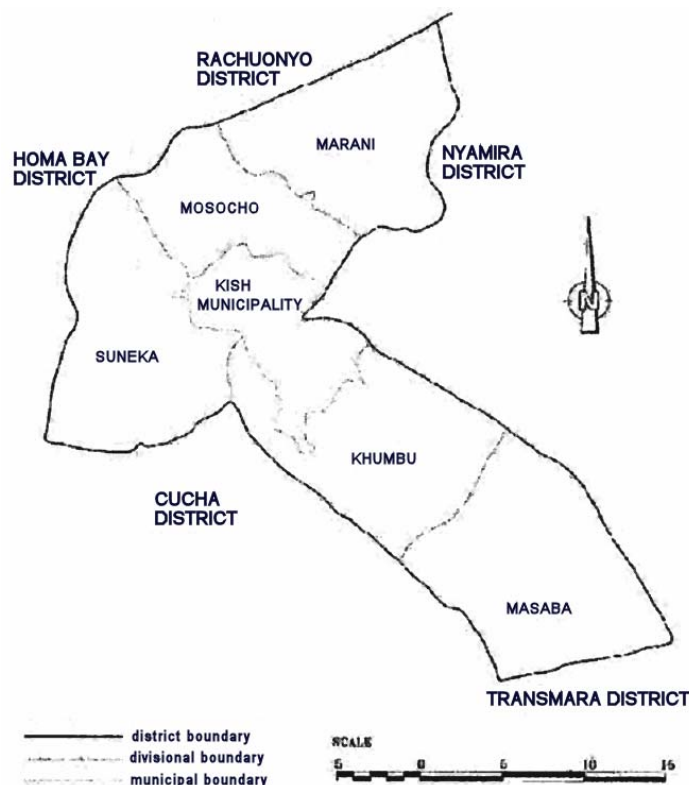 RACHUONYO
DISTRICT
HOMA BAY
DISTRICT
MARANI
NYAMIRA
DISTRICT
MOSOCHO
KISH
MUNICIPALITY
N
SUNEKA
KHUMBU
CUCHA
DISTRICT
MASABA
TRANSMARA DISTRICT
district boundary
divisional boundary
municipal boundary
SCALE
5 0 5 10 15